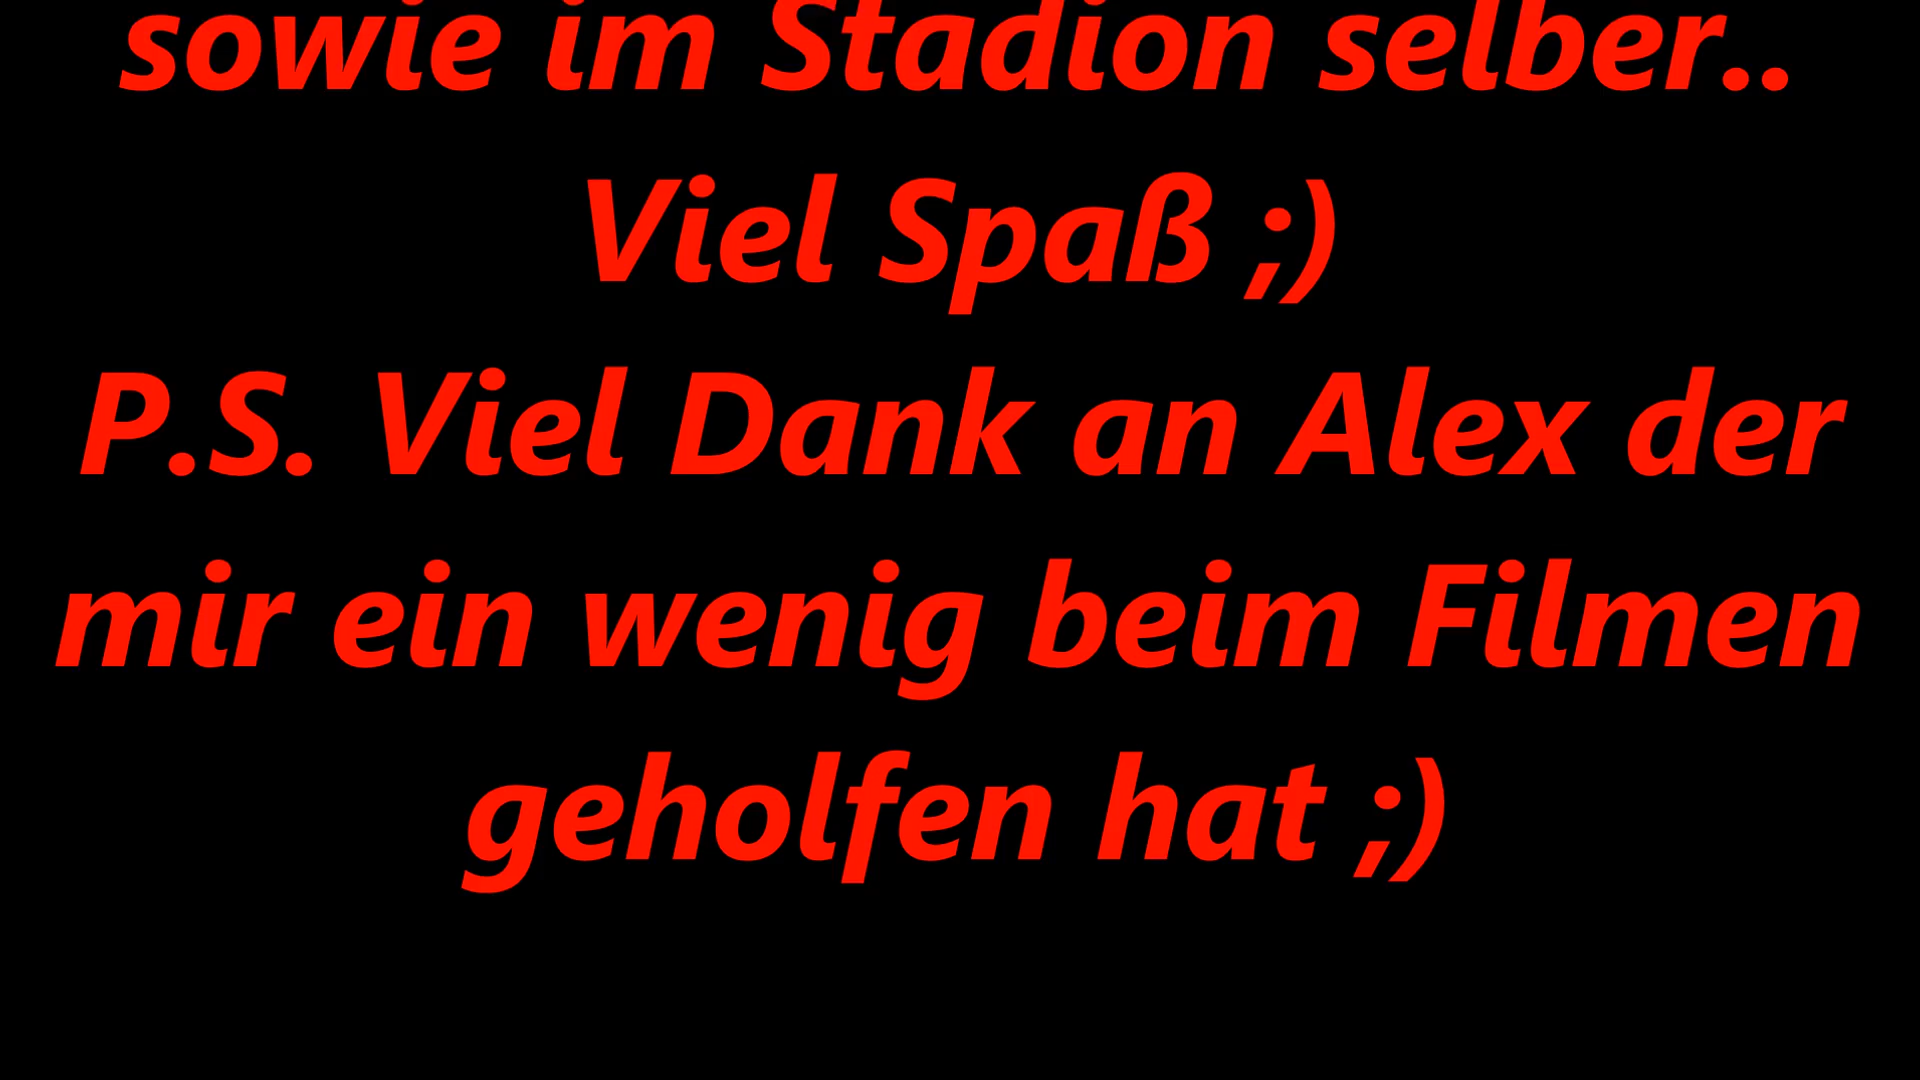 sowie im Stadion selber..
Viel Spaß ;)
P.S. Viel Dank an Alex der
mir ein wenig beim Filmen
geholfen hat ;)